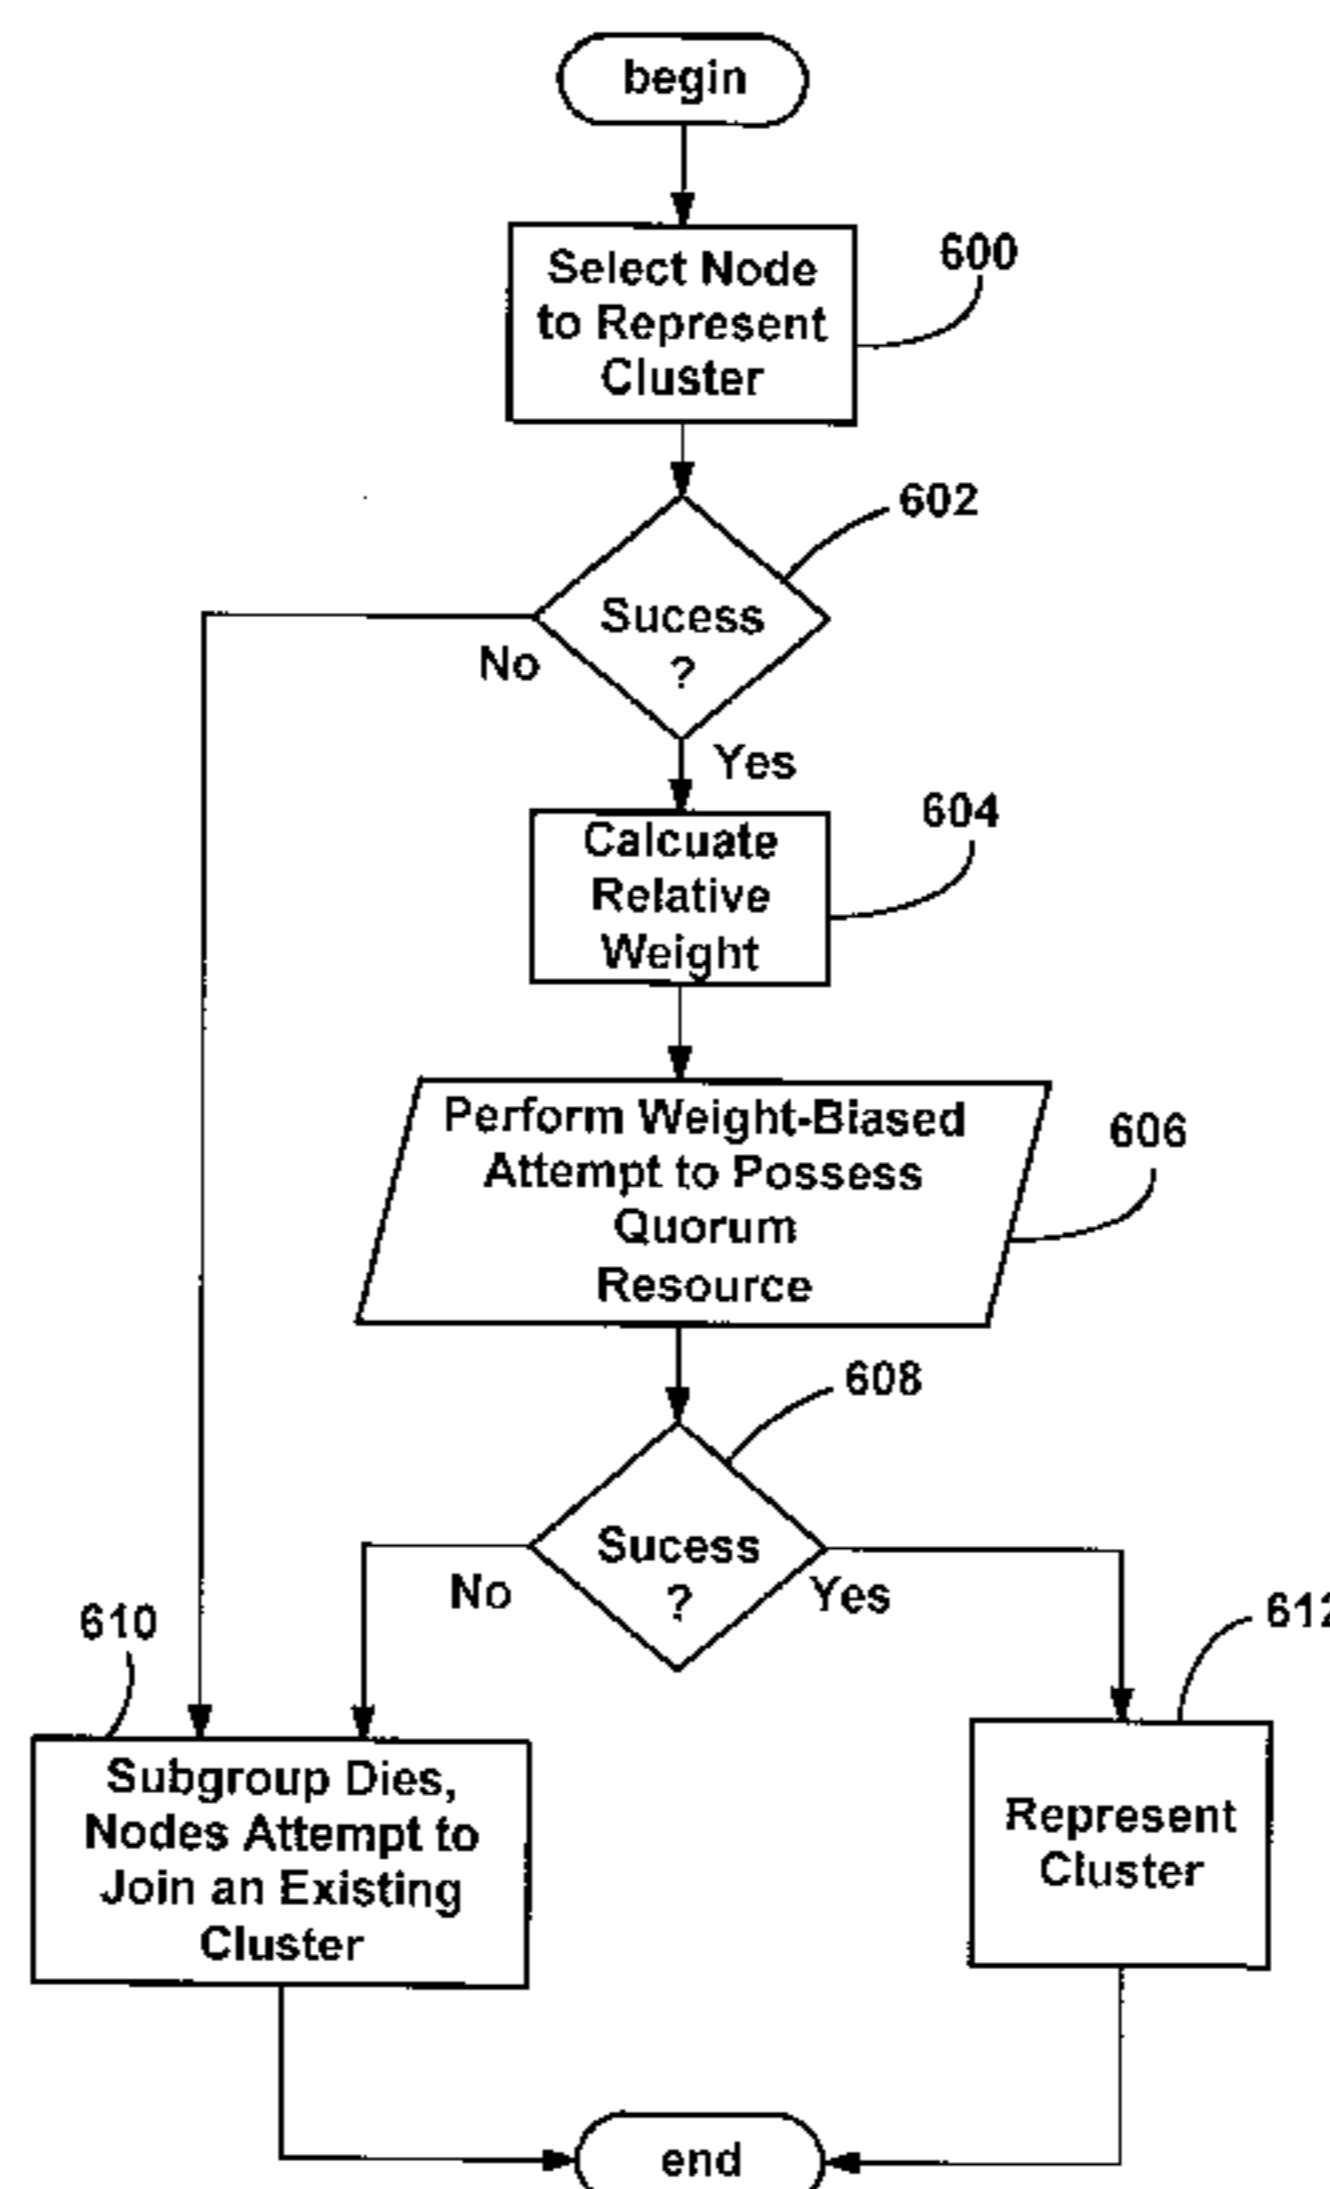 begin
Select Node
to Represent
Cluster
600
602
Sucess
?
No
Yes
604
Calcuate
Relative
Weight
Perform Weight-Biased
Attempt to Possess
Quorum
Resource
606
608
Sucess
?
No
Yes
610
612
Subgroup Dies,
Nodes Attempt to
Join an Existing
Cluster
Represent
Cluster
end